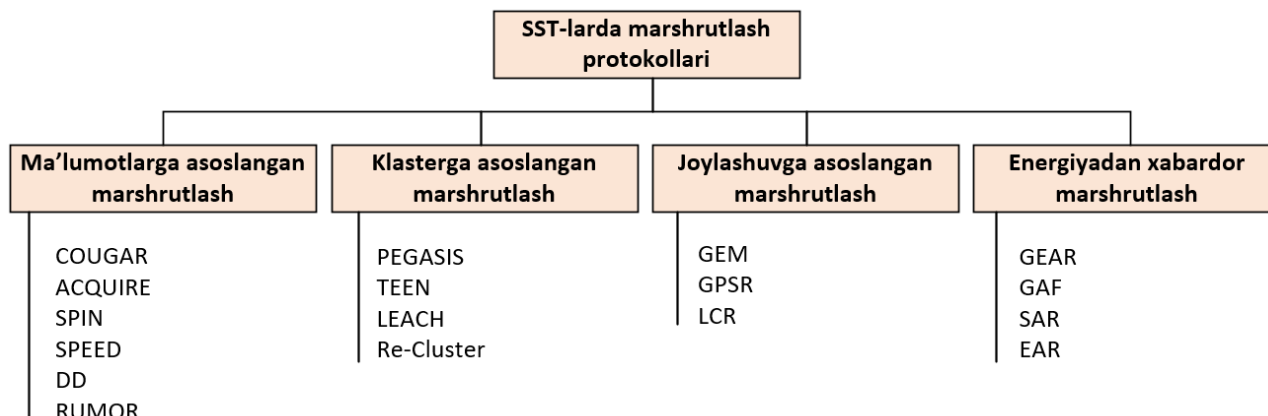 SST-larda marshrutlash
protokollari
Ma’lumotlarga asoslangan
marshrutlash
Klasterga asoslangan
marshrutlash
Joylashuvga asoslangan
marshrutlash
Energiyadan xabardor
marshrutlash
COUGAR
ACQUIRE
SPIN
SPEED
DD
RUMOR
PEGASIS
TEEN
LEACH
Re-Cluster
GEM
GPSR
LCR
GEAR
GAF
SAR
EAR